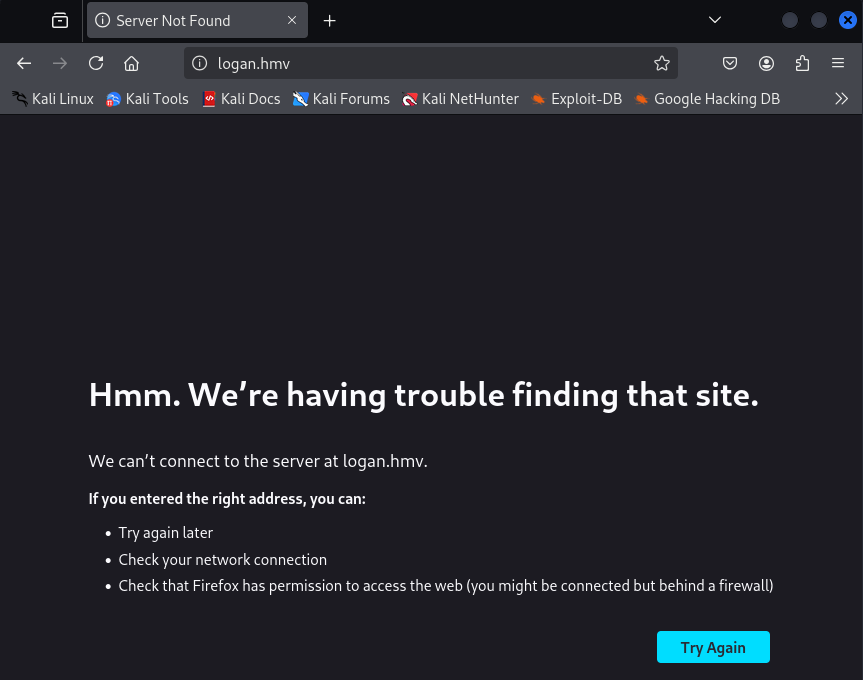 Server Not Found
logan.hmv
Kali Linux Kali Tools Kali Docs Kali Forums Kali NetHunter Exploit-DB Google Hacking DB
Hmm. We’re having trouble finding that site.
We can’t connect to the server at logan.hmv.
If you entered the right address, you can:
• Try again later
• Check your network connection
• Check that Firefox has permission to access the web (you might be connected but behind a firewall)
Try Again